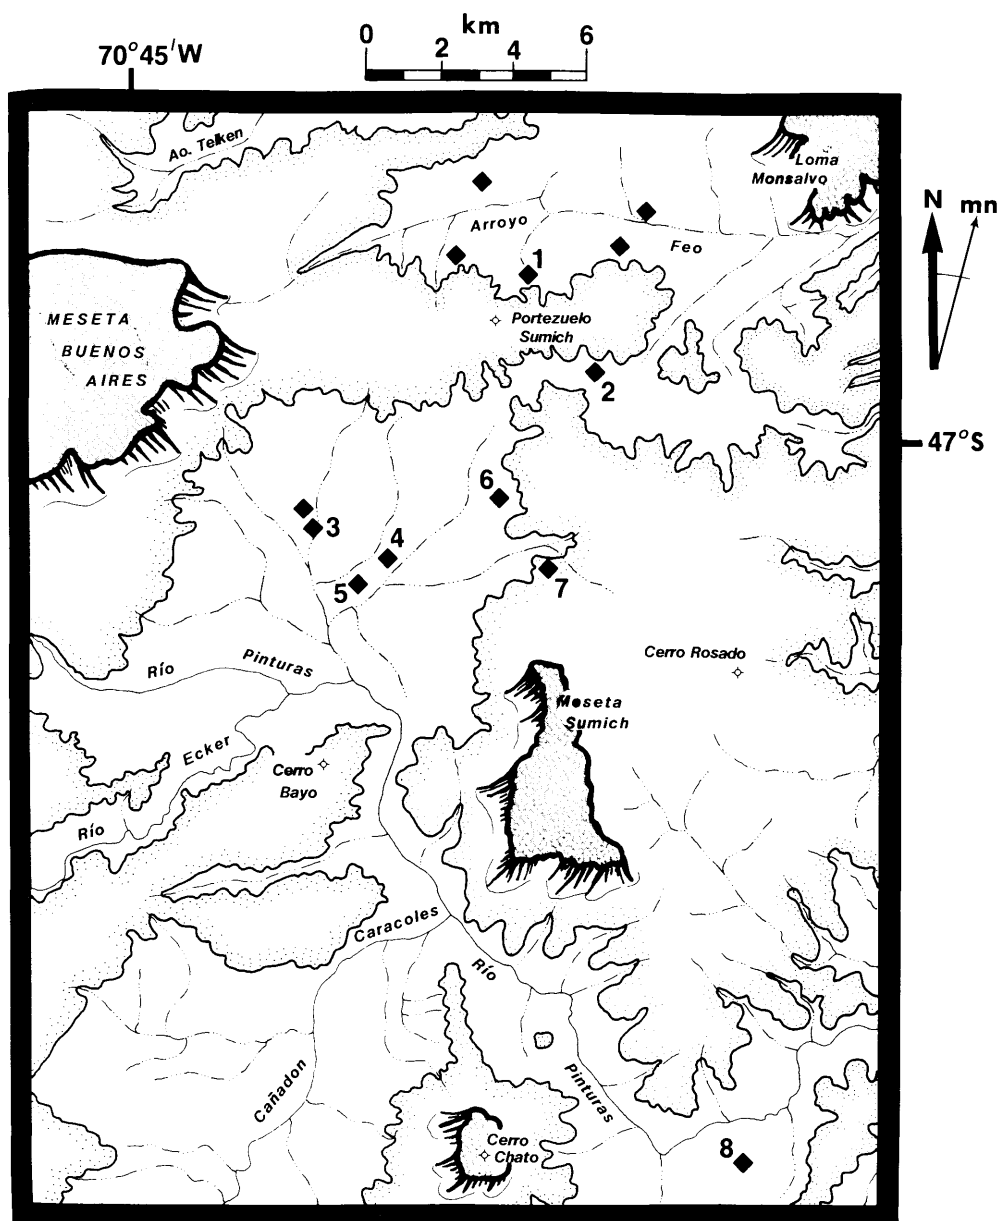 km
0 2 4 6
70°45'W
Ao. Telken
Loma
Monsalvo
N mn
Arroyo Feo
1
MESETA
BUENOS
AIRES
Portezuelo
Sumich
2
47°S
6
3
4
5
7
Río Pinturas
Cerro Rosado
Meseta
Sumich
Río Ecker
Cerro
Bayo
Caracoles
Cañadon
Río
Pinturas
Cerro
Chato
8